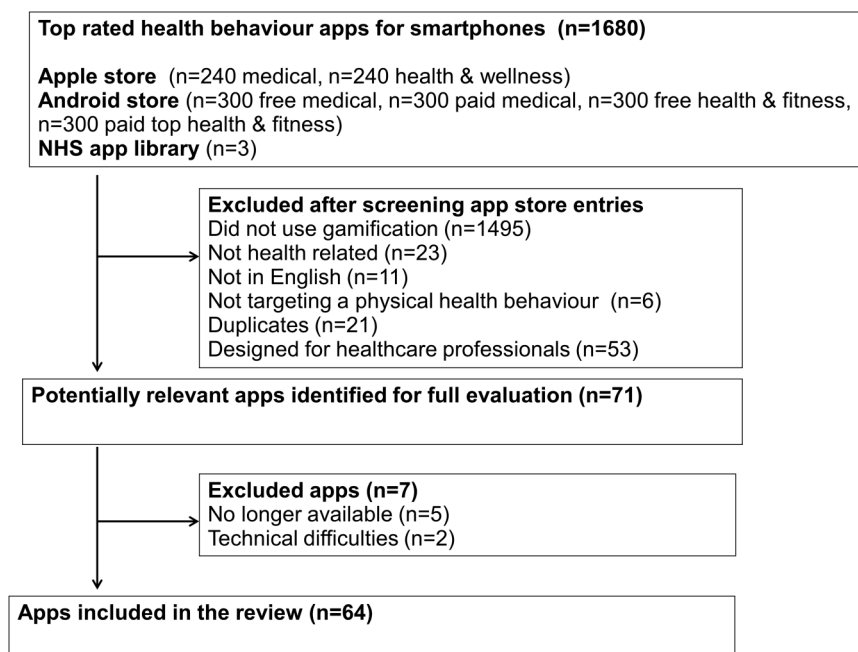 Top rated health behaviour apps for smartphones  (n=1680)
Apple store  (n=240 medical, n=240 health & wellness)
Android store (n=300 free medical, n=300 paid medical, n=300 free health & fitness,
n=300 paid top health & fitness)
NHS app library (n=3)
Excluded after screening app store entries
Did not use gamification (n=1495)
Not health related (n=23)
Not in English (n=11)
Not targeting a physical health behaviour  (n=6)
Duplicates (n=21)
Designed for healthcare professionals (n=53)
Potentially relevant apps identified for full evaluation (n=71)
Excluded apps (n=7)
No longer available (n=5)
Technical difficulties (n=2)
Apps included in the review (n=64)